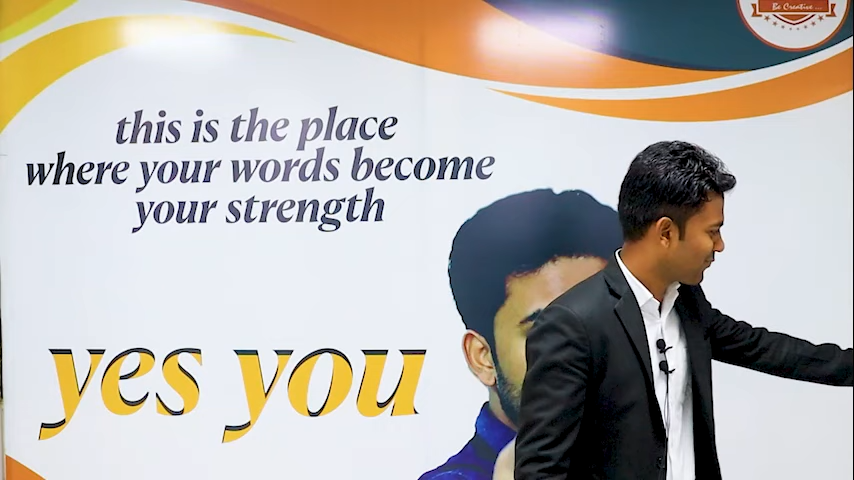 Be Creative...
this is the place
where your words become
your strength
yes you